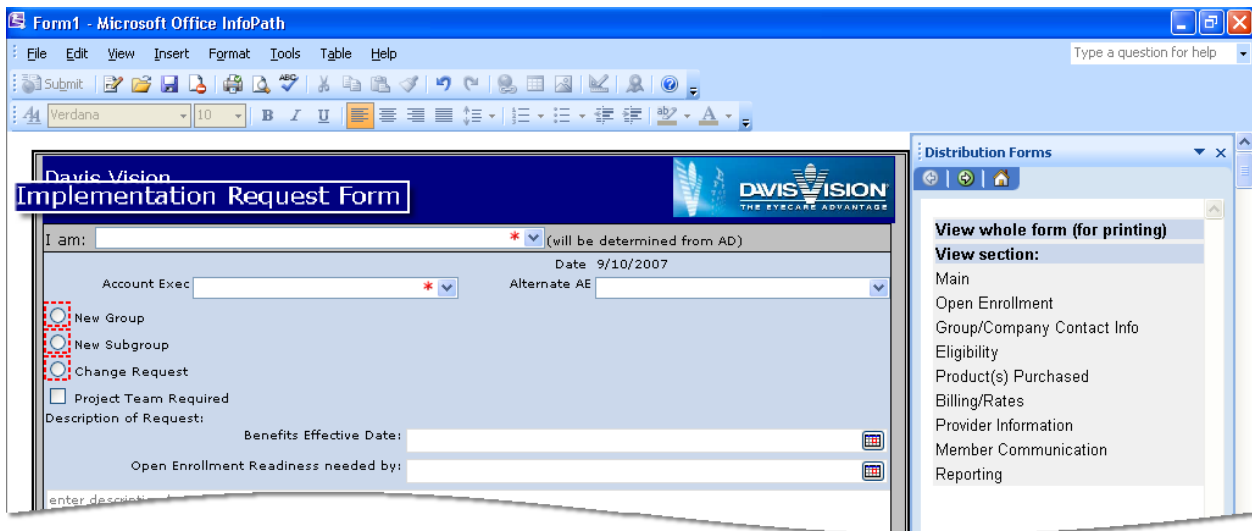 Form1 - Microsoft Office InfoPath
File Edit View Insert Format Tools Table Help
Type a question for help
Submit
Verdana 10 B I U A
Distribution Forms
Davis Vision
Implementation Request Form
DAVIS VISION
THE EYECARE ADVANTAGE
I am: * (will be determined from AD)
Date 9/10/2007
Account Exec * Alternate AE
New Group
New Subgroup
Change Request
Project Team Required
Description of Request:
Benefits Effective Date:
Open Enrollment Readiness needed by:
enter
View whole form (for printing)
View section:
Main
Open Enrollment
Group/Company Contact Info
Eligibility
Product(s) Purchased
Billing/Rates
Provider Information
Member Communication
Reporting